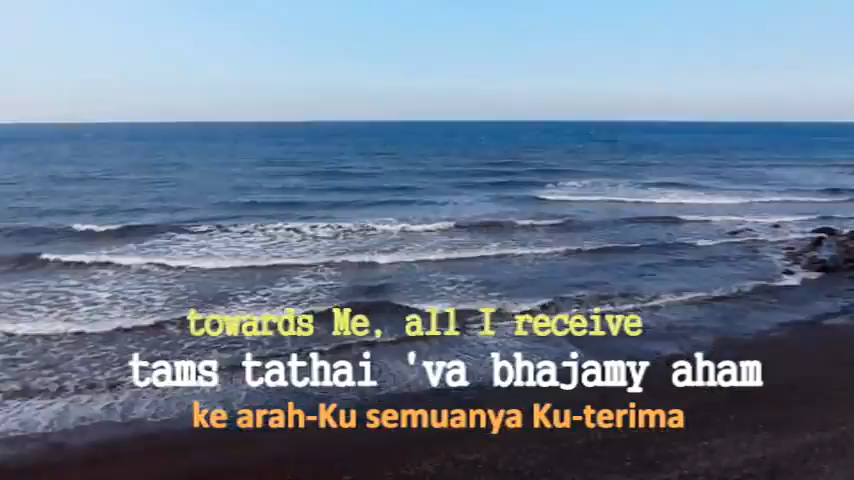 towards Me, all I receive
tams tathai 'va bhajamy aham
ke arah-Ku semuanya Ku-terima